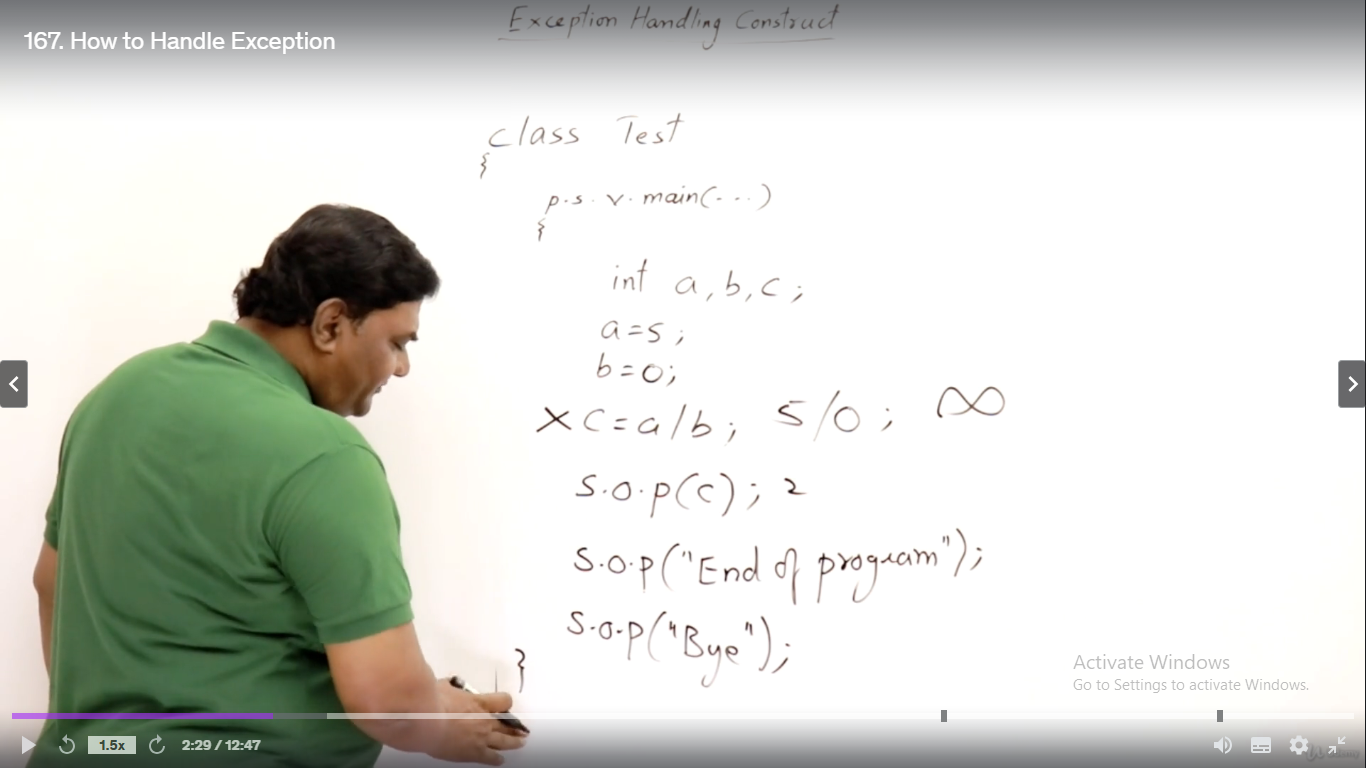 Exception Handling Construct
167. How to Handle Exception
class Test
{
p.s.v.main(...)
{
int a,b,c;
a=5;
b=0;
X c=a/b; 5/0; ∞
S.O.P(c); 2
S.O.P("End of program");
S.O.P("Bye");
}
Activate Windows
Go to Settings to activate Windows.
1.5x 2:29 / 12:47